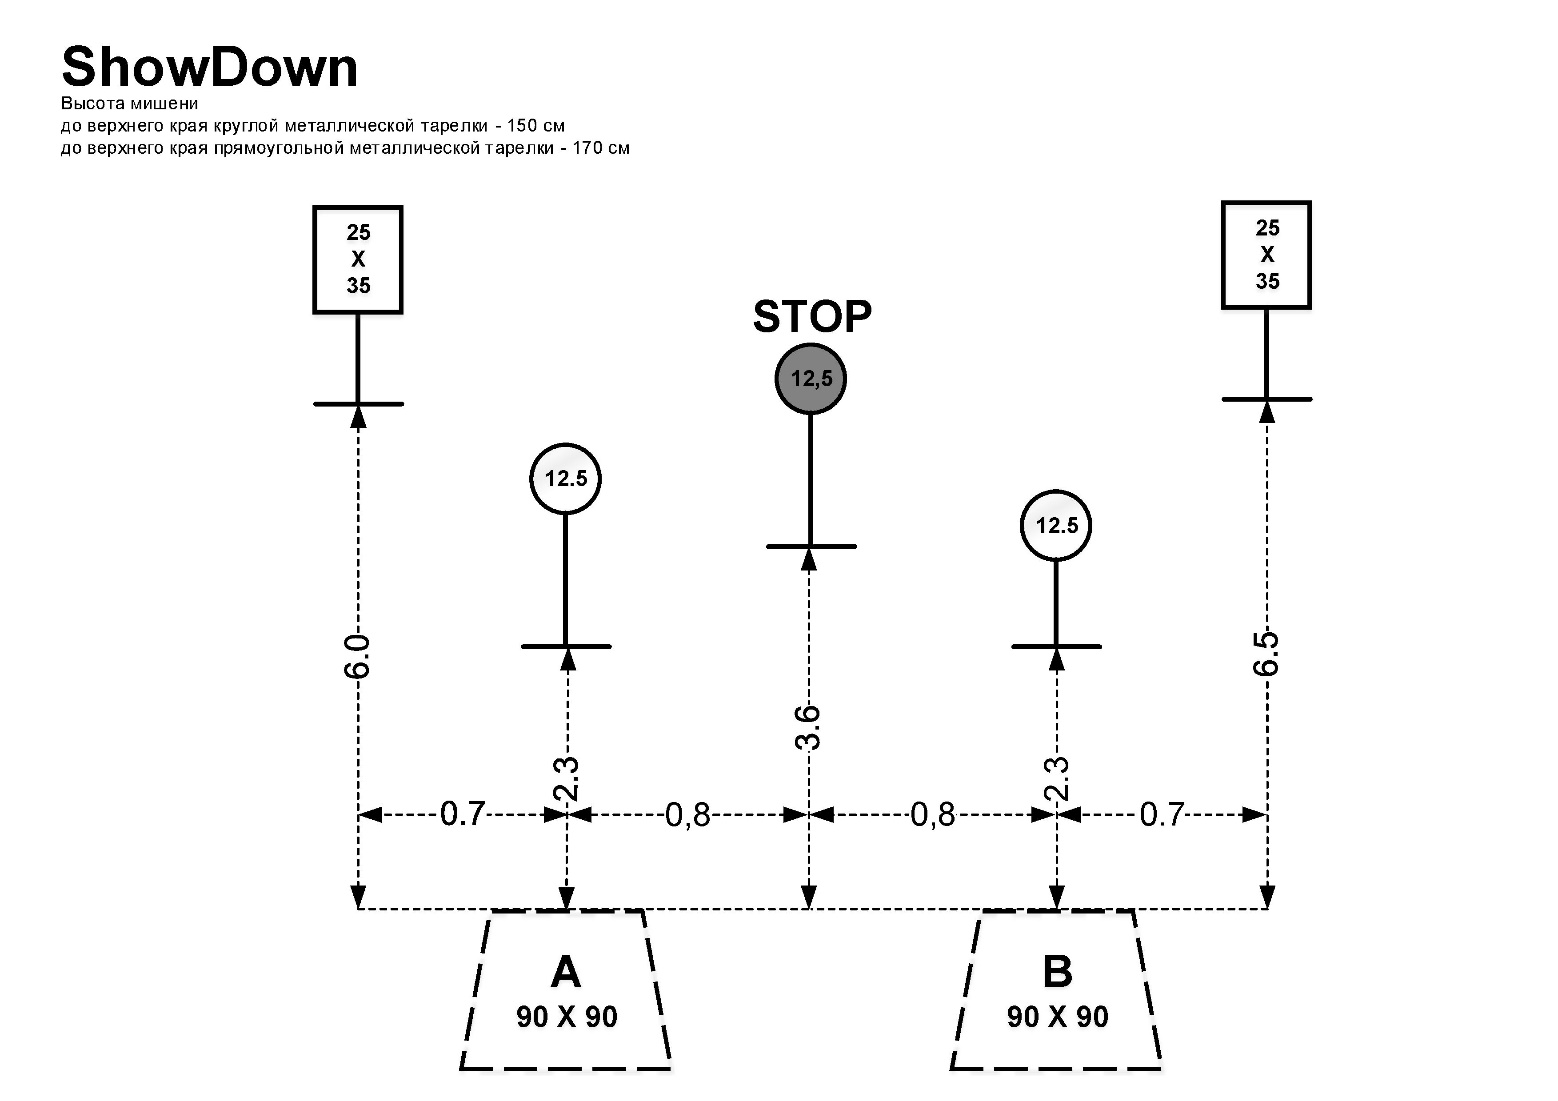 ShowDown
Высота мишени
до верхнего края круглой металлической тарелки - 150 см
до верхнего края прямоугольной металлической тарелки - 170 см
25
X
35
25
X
35
STOP
12,5
12.5
12.5
6.0
6.5
3.6
2.3
2.3
0.7
0,8
0,8
0.7
A
90 X 90
B
90 X 90